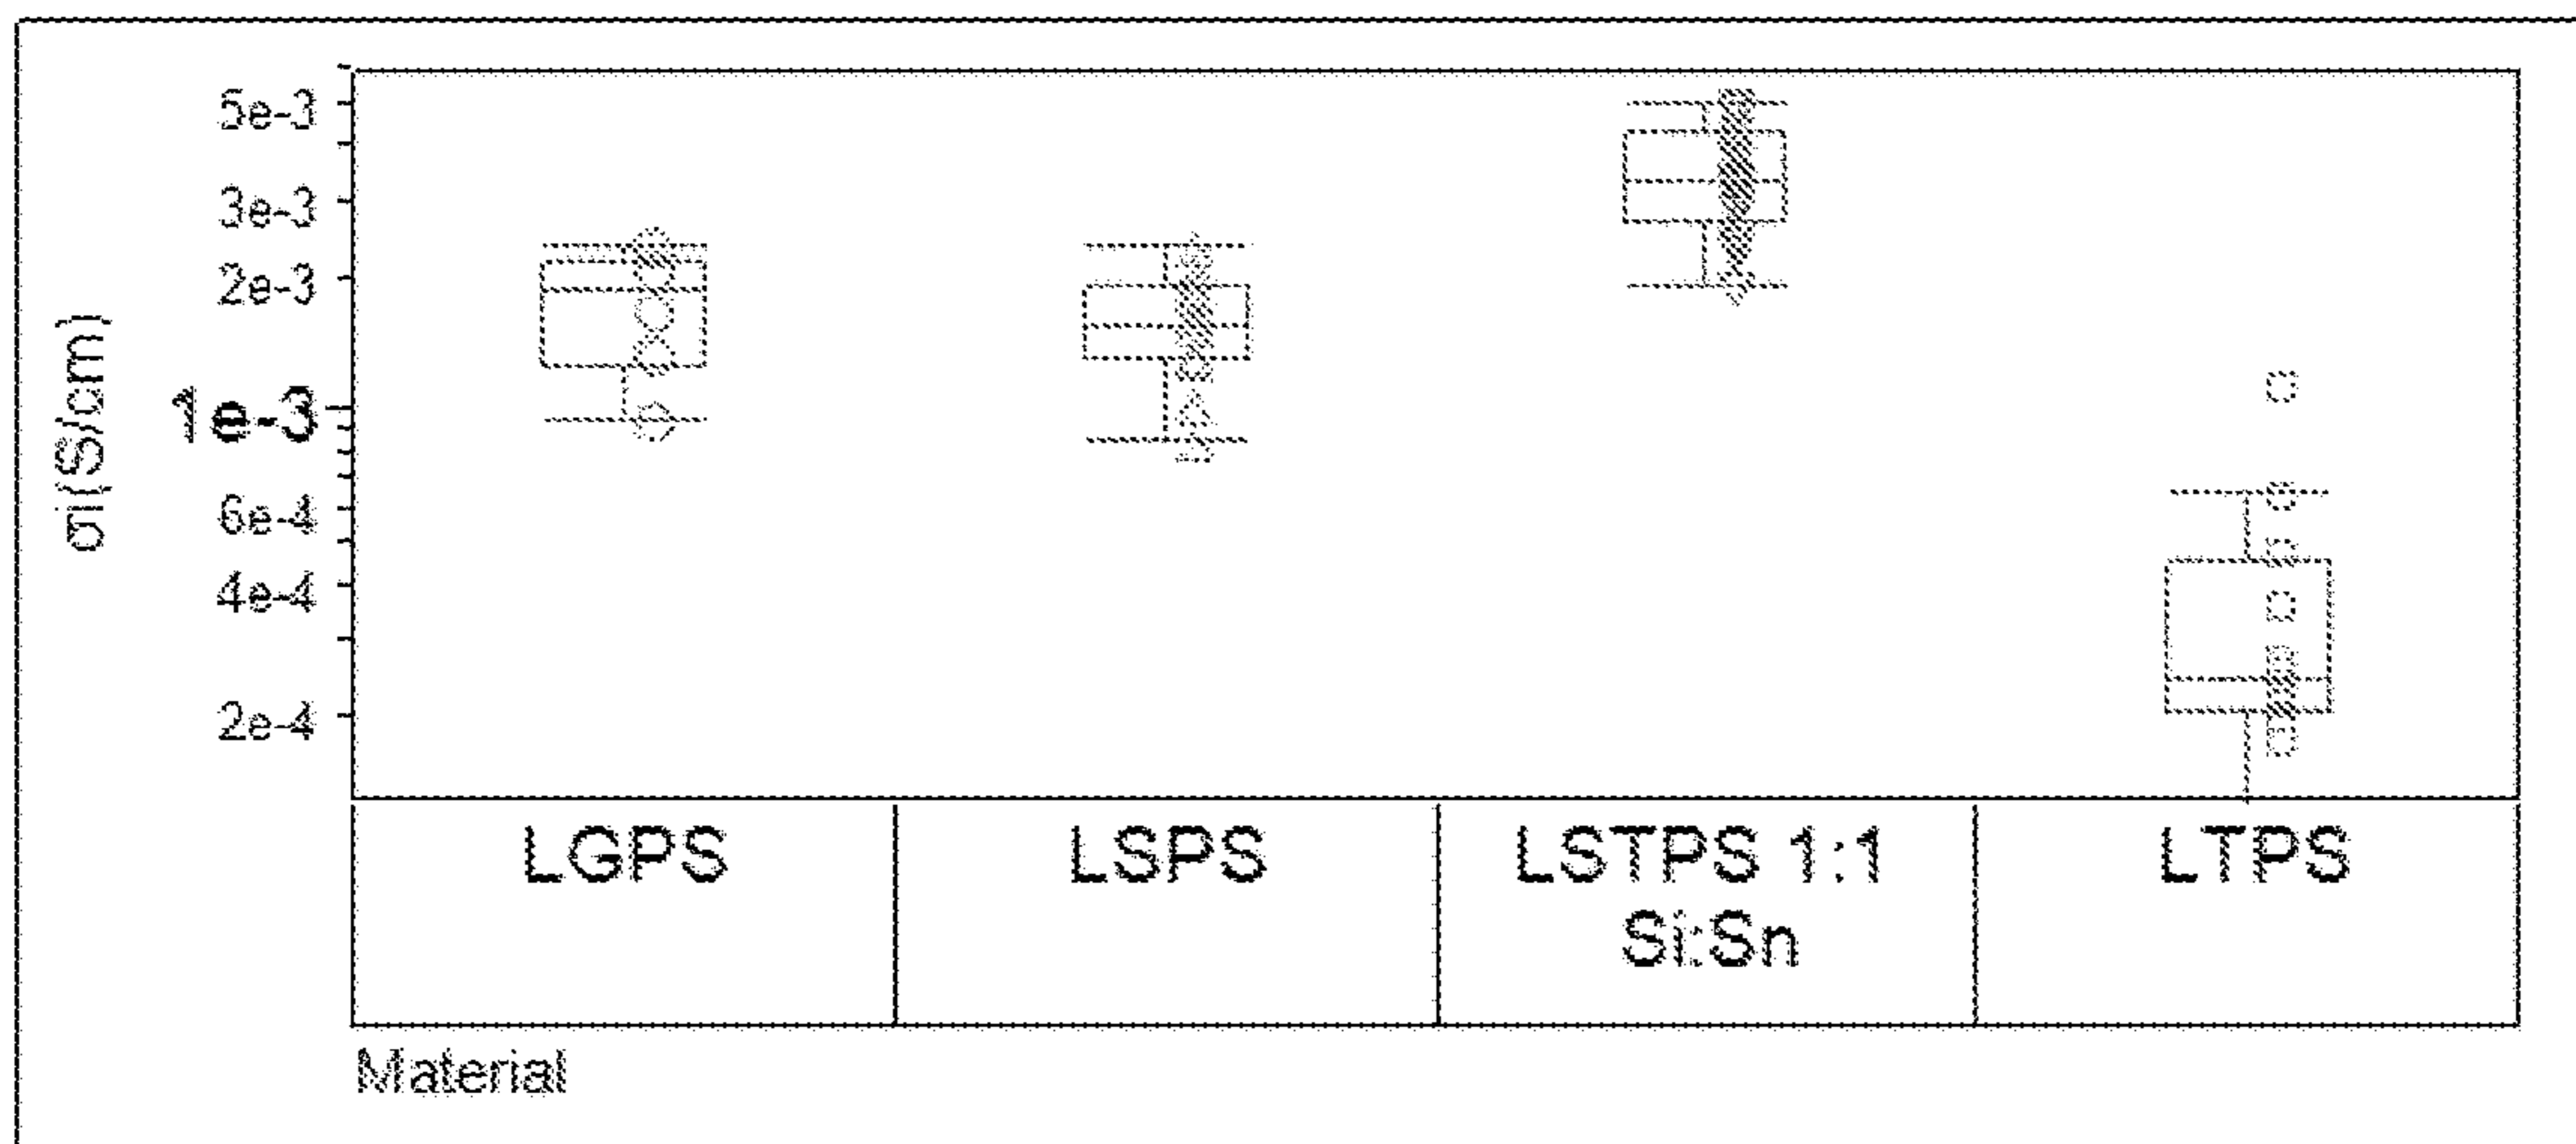 5e-3
3e-3
2e-3
1e-3
6e-4
4e-4
2e-4
σi(S/cm)
LGPS
LSPS
LSTPS 1:1
Si:Sn
LTPS
Material